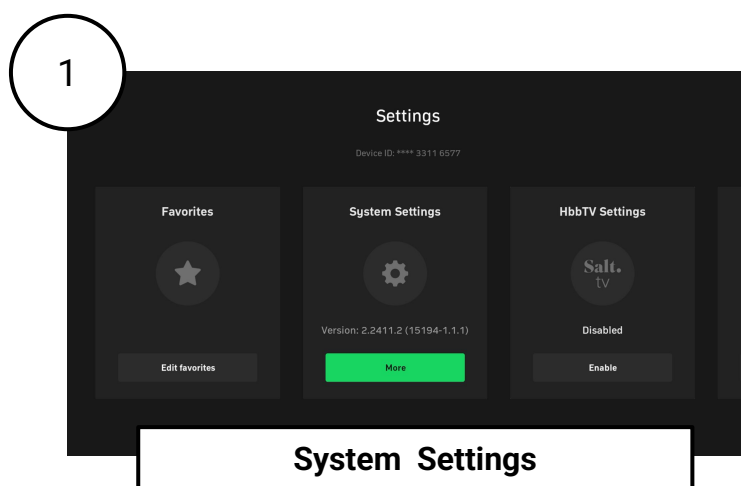 1
Settings
Device ID: **** 3311 6577
Favorites
System Settings
HbbTV Settings
Salt.
tv
Version: 2.2411.2 (15194-1.1.1)
Disabled
Edit favorites
More
Enable
System Settings